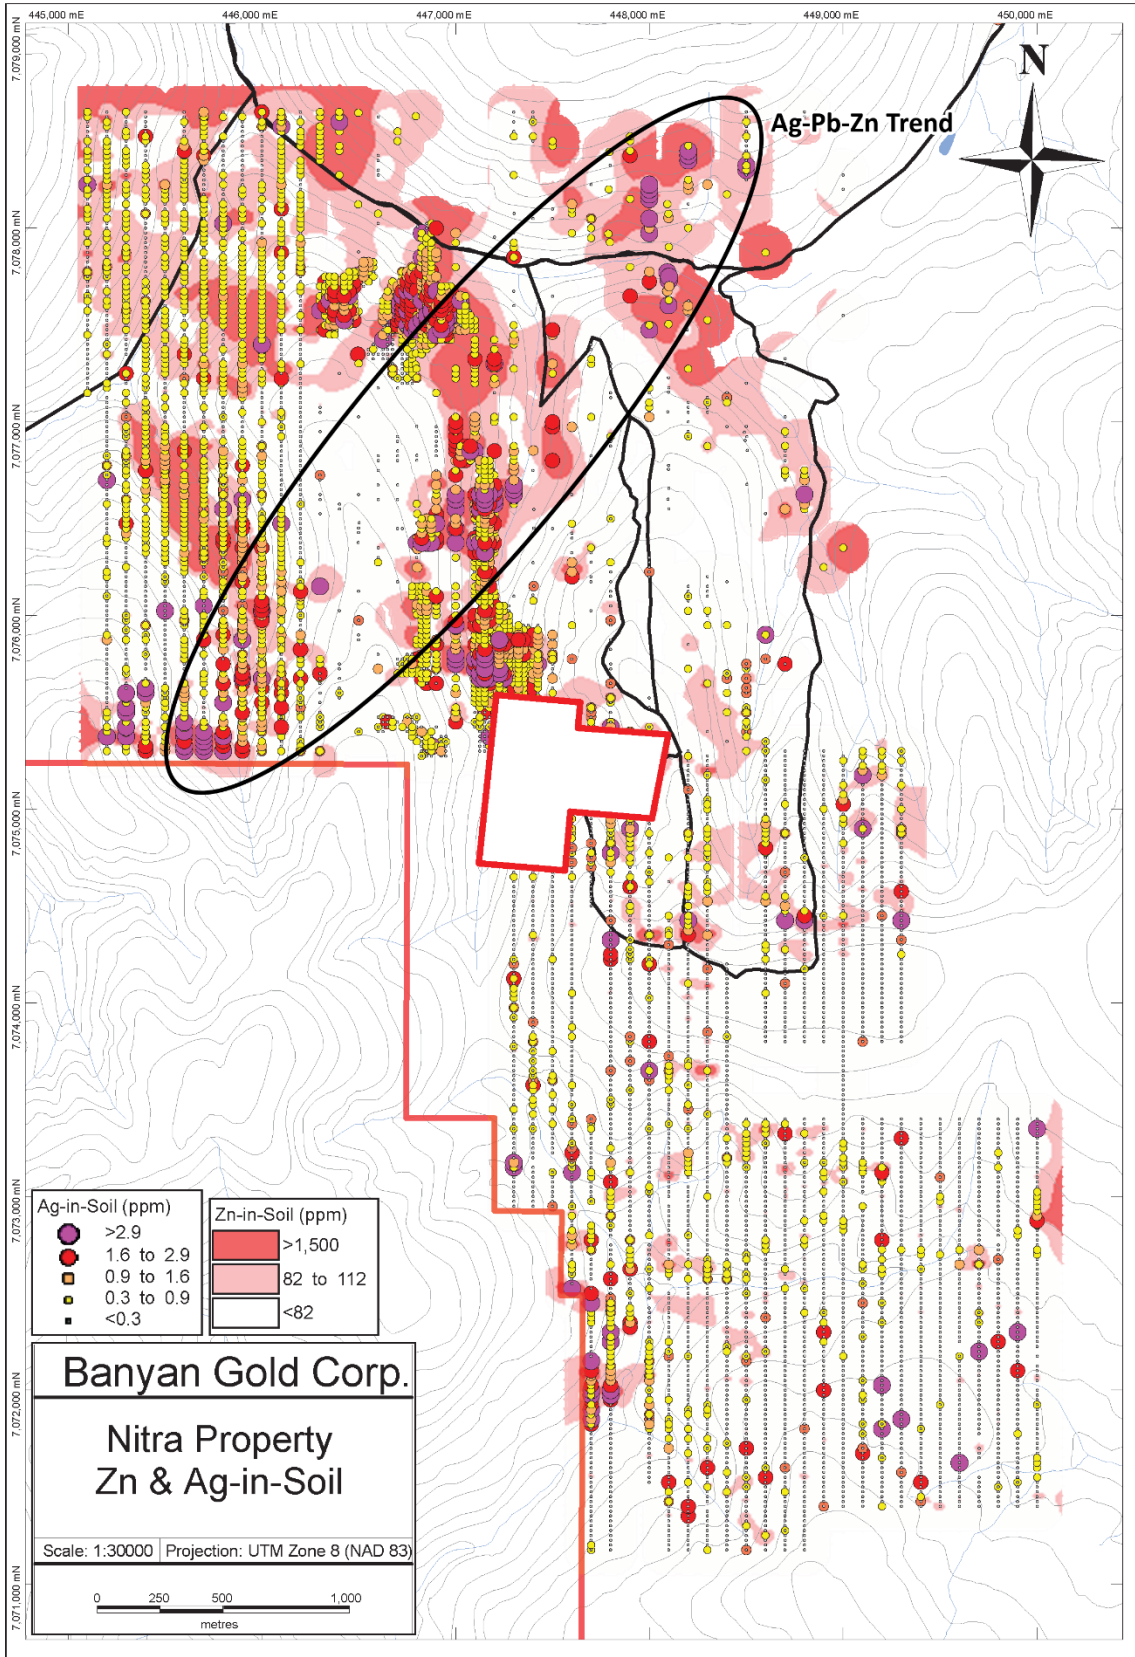 445,000 mE 446,000 mE 447,000 mE 448,000 mE 449,000 mE 450,000 mE
7,079,000 mN
N
Ag-Pb-Zn Trend
7,078,000 mN
7,077,000 mN
7,076,000 mN
7,075,000 mN
7,074,000 mN
7,073,000 mN
7,072,000 mN
7,071,000 mN
Ag-in-Soil (ppm)
>2.9
1.6 to 2.9
0.9 to 1.6
0.3 to 0.9
<0.3
Zn-in-Soil (ppm)
>1,500
82 to 112
<82
Banyan Gold Corp.
Nitra Property
Zn & Ag-in-Soil
Scale: 1:30000 Projection: UTM Zone 8 (NAD 83)
0 250 500 1,000
metres